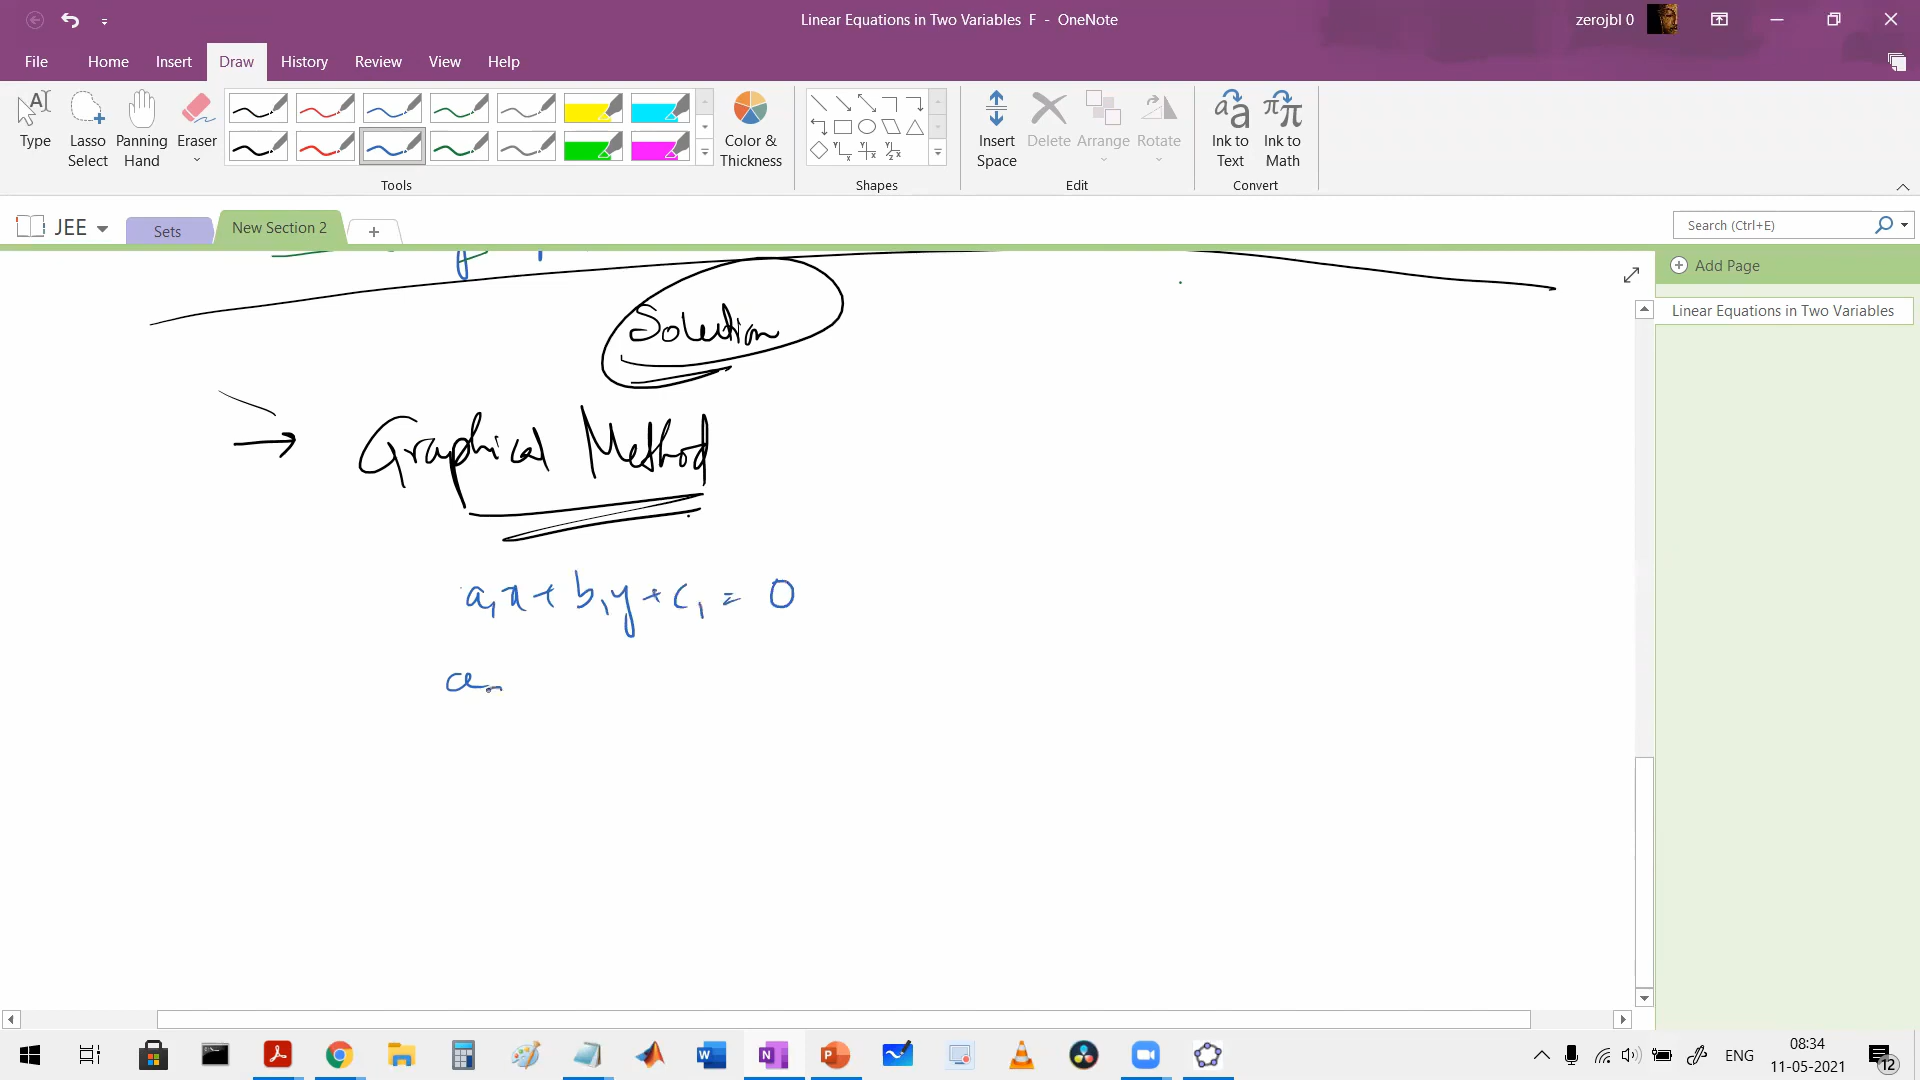 Linear Equations in Two Variables F - OneNote
zerojbl 0
File Home Insert Draw History Review View Help
Type
Lasso Select
Panning Hand
Eraser
Color & Thickness
Insert Space
Delete
Arrange
Rotate
Ink to Text
Ink to Math
Tools
Shapes
Edit
Convert
JEE
Sets
New Section 2
Search (Ctrl+E)
Add Page
Linear Equations in Two Variables
Solution
→ Graphical Method
a₁x + b₁y + c₁ = 0
a
ENG
08:34
11-05-2021
12